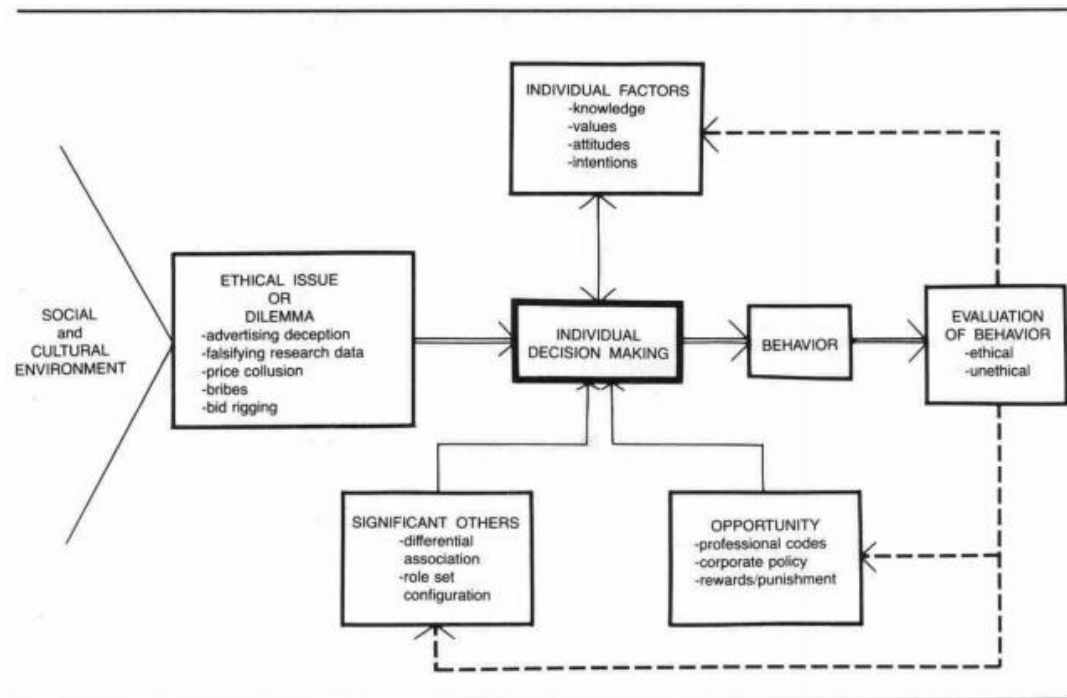 INDIVIDUAL FACTORS
-knowledge
-values
-attitudes
-intentions
SOCIAL
and
CULTURAL
ENVIRONMENT
ETHICAL ISSUE
OR
DILEMMA
-advertising deception
-falsifying research data
-price collusion
-bribes
-bid rigging
INDIVIDUAL
DECISION MAKING
BEHAVIOR
EVALUATION
OF BEHAVIOR
-ethical
-unethical
SIGNIFICANT OTHERS
-differential
association
-role set
configuration
OPPORTUNITY
-professional codes
-corporate policy
-rewards/punishment